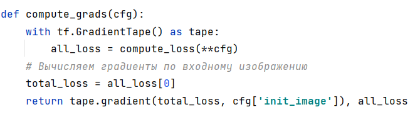 def compute_grads(cfg):
    with tf.GradientTape() as tape:
        all_loss = compute_loss(**cfg)
    # Вычисляем градиенты по входному изображению
    total_loss = all_loss[0]
    return tape.gradient(total_loss, cfg['init_image']), all_loss